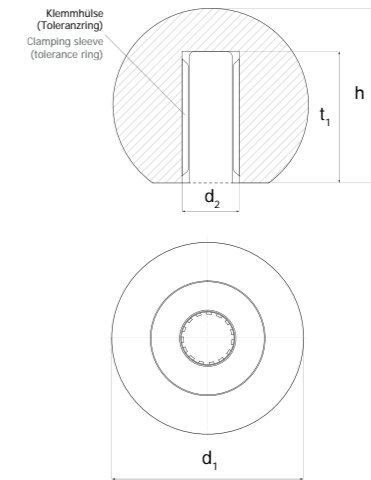 Klemmhülse
(Toleranzring)
Clamping sleeve
(tolerance ring)
h
t₁
d₂
d₁